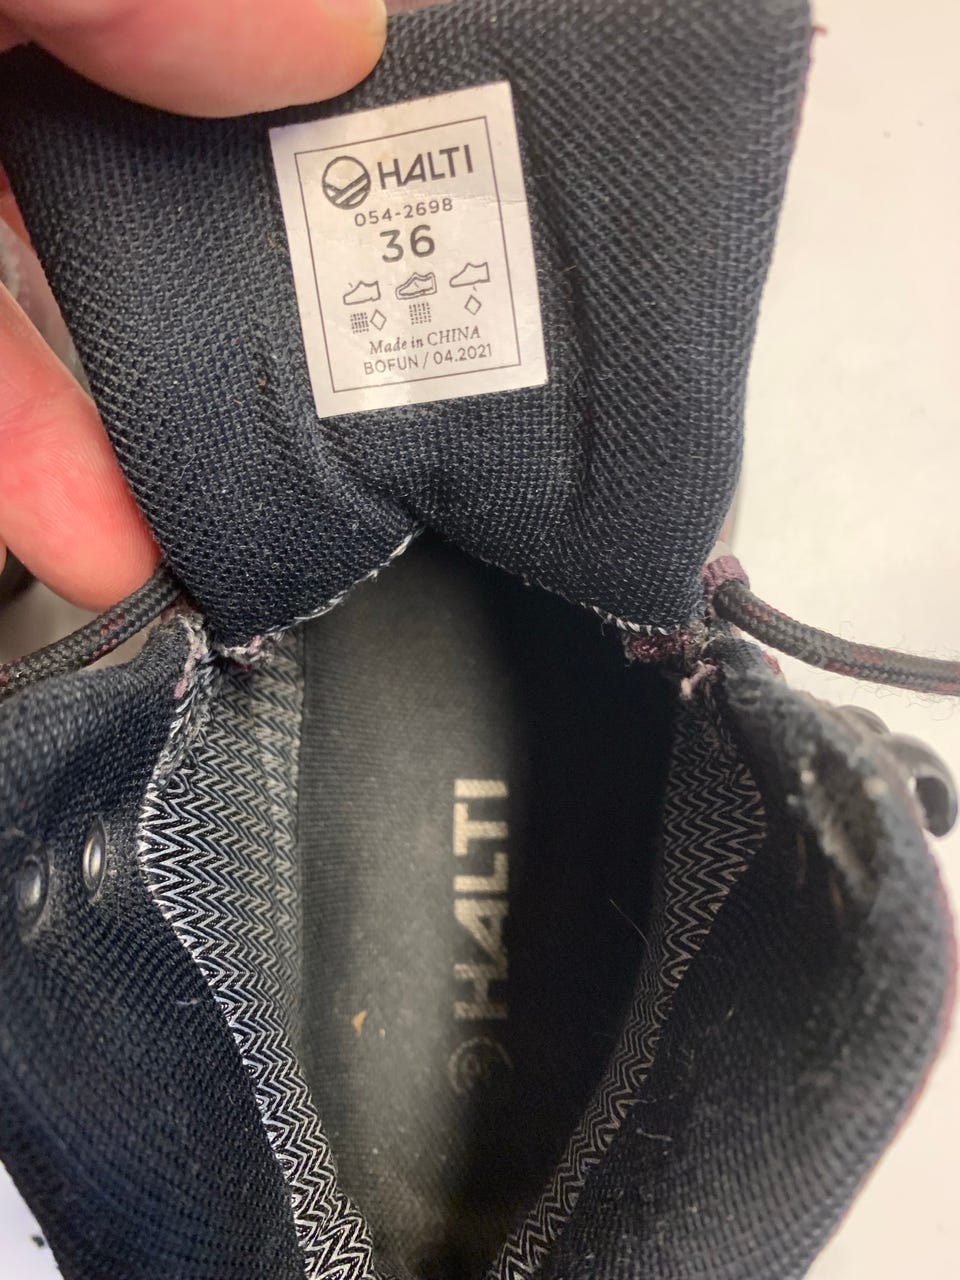 HALTI
054-2698
36
Made in CHINA
BOFUN / 04.2021
HALTI